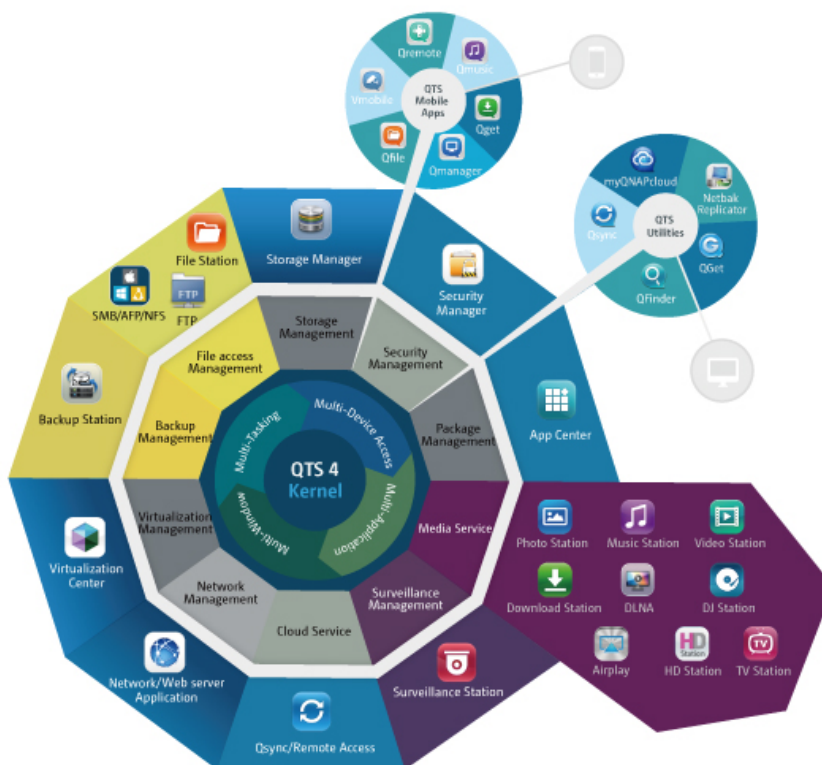 Qremote
Qmusic
Vmobile
QTS
Mobile
Apps
Qget
Qfile
Qmanager
myQNAPcloud
Netbak
Replicator
Qsync
QTS
Utilities
QGet
QFinder
File Station
Storage Manager
Security
Manager
SMB/AFP/NFS
FTP
FTP
Storage
Management
File access
Management
Security
Management
Backup Station
Backup
Management
Multi-Tasking
Multi-Device Access
Package
Management
App Center
QTS 4
Kernel
Virtualization
Management
Multi-Window
Multi-Application
Media Service
Photo Station
Music Station
Video Station
Virtualization
Center
Network
Management
Surveillance
Management
Cloud Service
Download Station
DLNA
DJ Station
HD
Station
TV
Airplay
HD Station
TV Station
Network/Web server
Application
Surveillance Station
Qsync/Remote Access